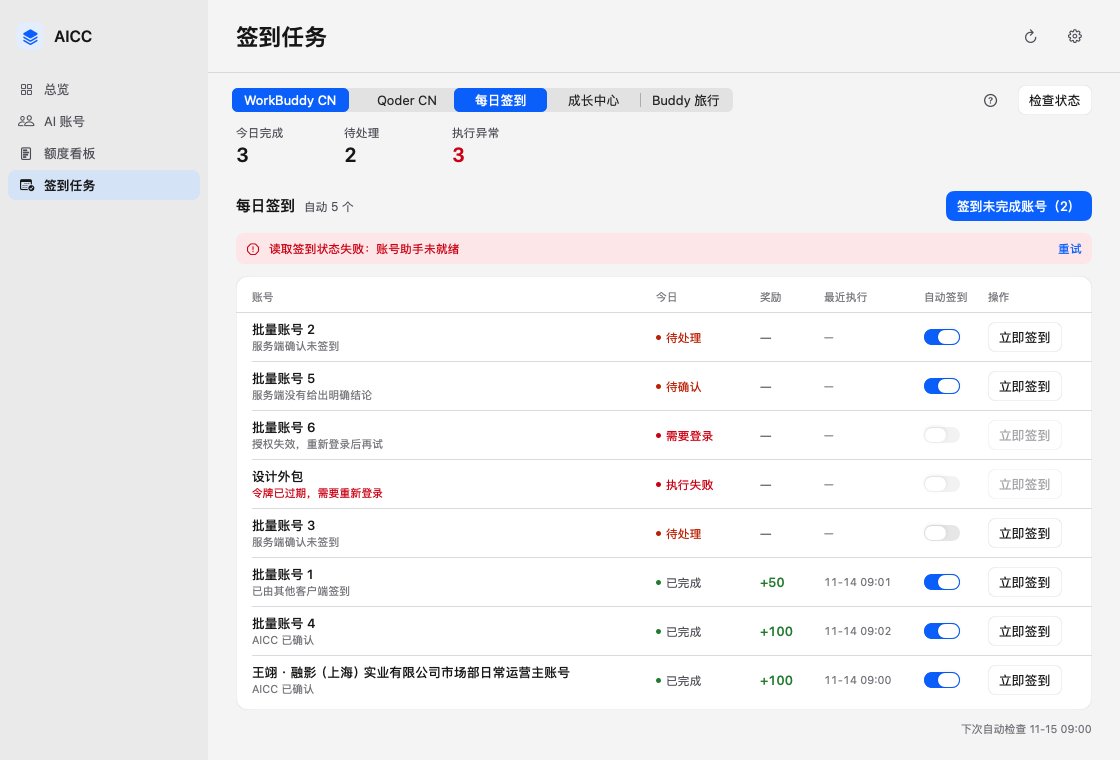 AICC
总览
AI 账号
额度看板
签到任务
签到任务
WorkBuddy CN
Qoder CN
每日签到
成长中心
Buddy 旅行
检查状态
今日完成
3
待处理
2
执行异常
3
每日签到 自动 5 个
签到未完成账号（2）
读取签到状态失败：账号助手未就绪
重试
账号 今日 奖励 最近执行 自动签到 操作
批量账号 2
服务端确认未签到
待处理 — — 立即签到
批量账号 5
服务端没有给出明确结论
待确认 — — 立即签到
批量账号 6
授权失效，重新登录后再试
需要登录 — — 立即签到
设计外包
令牌已过期，需要重新登录
执行失败 — — 立即签到
批量账号 3
服务端确认未签到
待处理 — — 立即签到
批量账号 1
已由其他客户端签到
已完成 +50 11-14 09:01 立即签到
批量账号 4
AICC 已确认
已完成 +100 11-14 09:02 立即签到
王翊 · 融影（上海）实业有限公司市场部日常运营主账号
AICC 已确认
已完成 +100 11-14 09:00 立即签到
下次自动检查 11-15 09:00